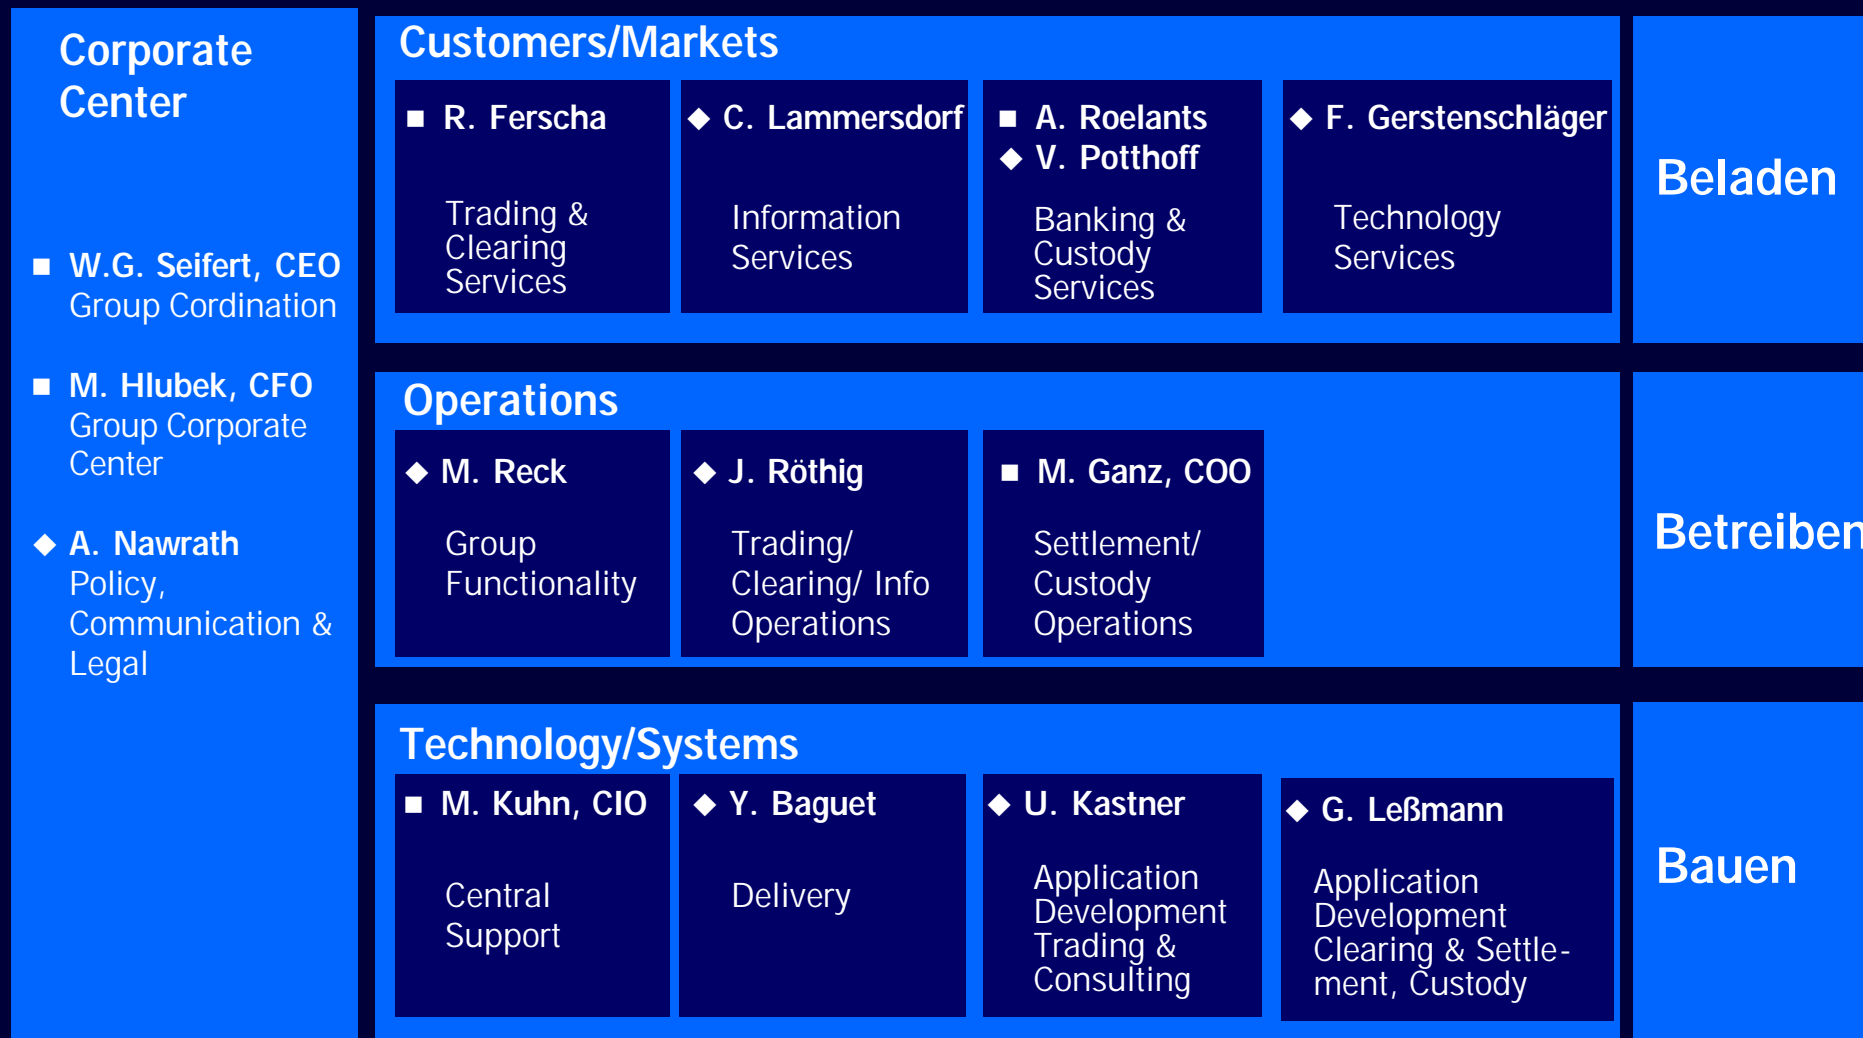 Corporate
Center
■ W.G. Seifert, CEO
Group Cordination
■ M. Hlubek, CFO
Group Corporate
Center
◆ A. Nawrath
Policy,
Communication &
Legal
Customers/Markets
■ R. Ferscha
Trading &
Clearing
Services
◆ C. Lammersdorf
Information
Services
■ A. Roelants
◆ V. Potthoff
Banking &
Custody
Services
◆ F. Gerstenschläger
Technology
Services
Beladen
Operations
◆ M. Reck
Group
Functionality
◆ J. Röthig
Trading/
Clearing/ Info
Operations
■ M. Ganz, COO
Settlement/
Custody
Operations
Betreiben
Technology/Systems
■ M. Kuhn, CIO
Central
Support
◆ Y. Baguet
Delivery
◆ U. Kastner
Application
Development
Trading &
Consulting
◆ G. Leßmann
Application
Development
Clearing & Settle-
ment, Custody
Bauen